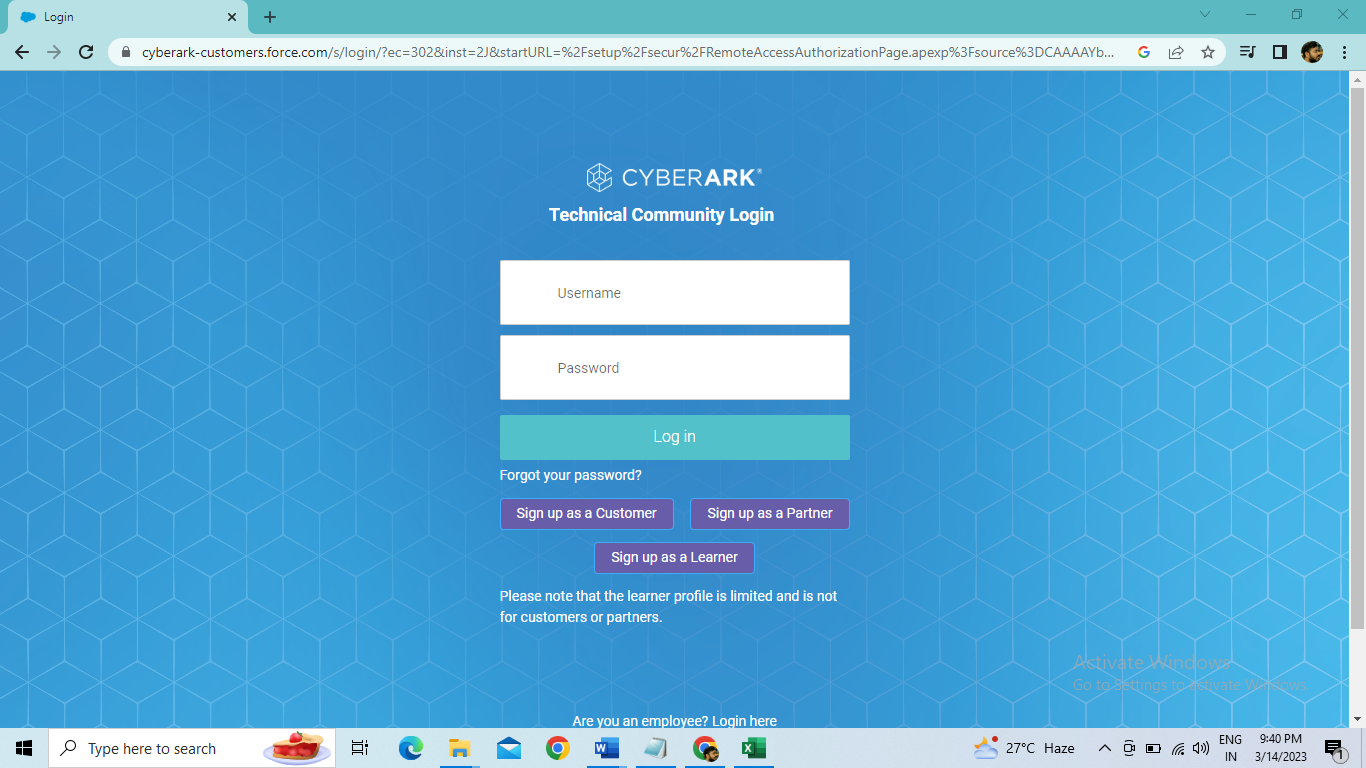 Login
cyberark-customers.force.com/s/login/?ec=302&inst=2J&startURL=%2Fsetup%2Fsecur%2FRemoteAccessAuthorizationPage.apexp%3Fsource%3DCAAAAYb...
CYBERARK®
Technical Community Login
Username
Password
Log in
Forgot your password?
Sign up as a Customer Sign up as a Partner
Sign up as a Learner
Please note that the learner profile is limited and is not
for customers or partners.
Activate Windows
Go to Settings to activate Windows.
Are you an employee? Login here
Type here to search
27°C Haze
ENG
IN
9:40 PM
3/14/2023
1